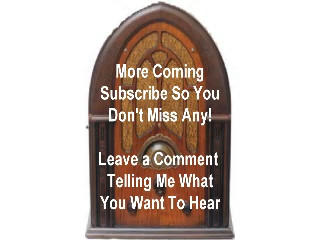 More Coming
Subscribe So You
Don't Miss Any!
Leave a Comment
Telling Me What
You Want To Hear